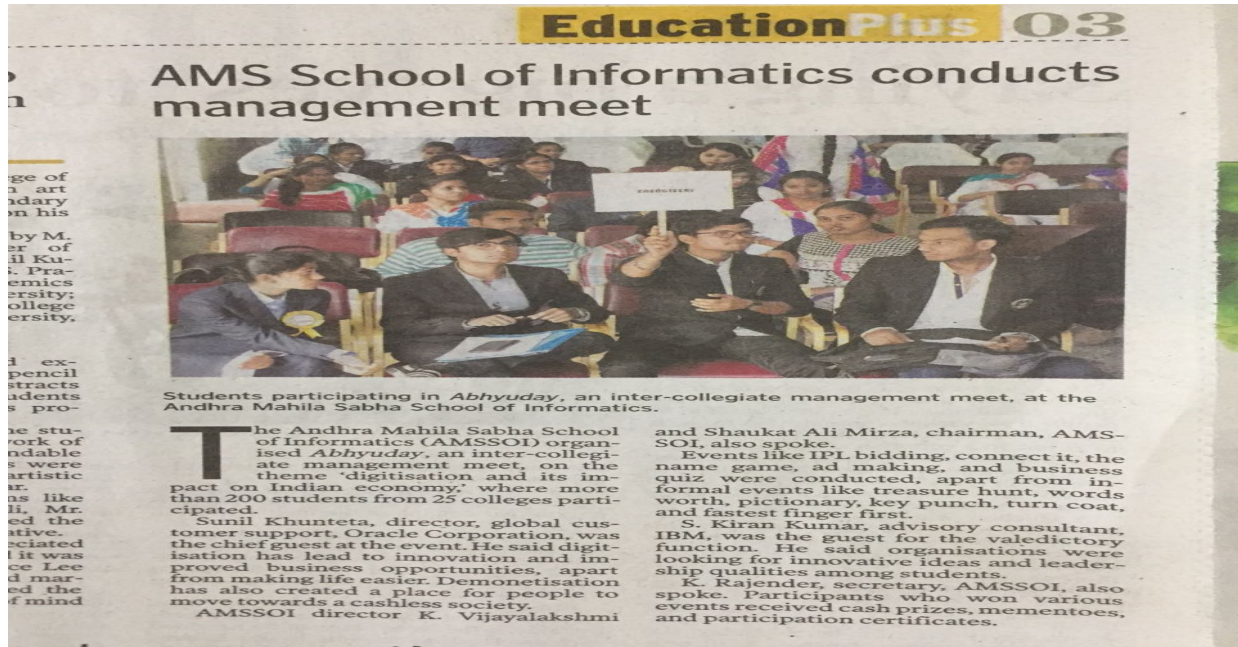 EducationPlus 03
AMS School of Informatics conducts
management meet
Students participating in Abhyuday, an inter-collegiate management meet, at the
Andhra Mahila Sabha School of Informatics.
The Andhra Mahila Sabha School
of Informatics (AMSSOI) organ-
ised Abhyuday, an inter-collegi-
ate management meet, on the
theme 'digitisation and its im-
pact on Indian economy,' where more
than 200 students from 25 colleges parti-
cipated.
Sunil Khunteta, director, global cus-
tomer support, Oracle Corporation, was
the chief guest at the event. He said digit-
isation has lead to innovation and im-
proved business opportunities, apart
from making life easier. Demonetisation
has also created a place for people to
move towards a cashless society.
AMSSOI director K. Vijayalakshmi
and Shaukat Ali Mirza, chairman, AMS-
SOI, also spoke.
Events like IPL bidding, connect it, the
name game, ad making, and business
quiz were conducted, apart from in-
formal events like treasure hunt, words
worth, pictionary, key punch, turn coat,
and fastest finger first.
S. Kiran Kumar, advisory consultant,
IBM, was the guest for the valedictory
function. He said organisations were
looking for innovative ideas and leader-
ship qualities among students.
K. Rajender, secretary, AMSSOI, also
spoke. Participants who won various
events received cash prizes, mementoes,
and participation certificates.